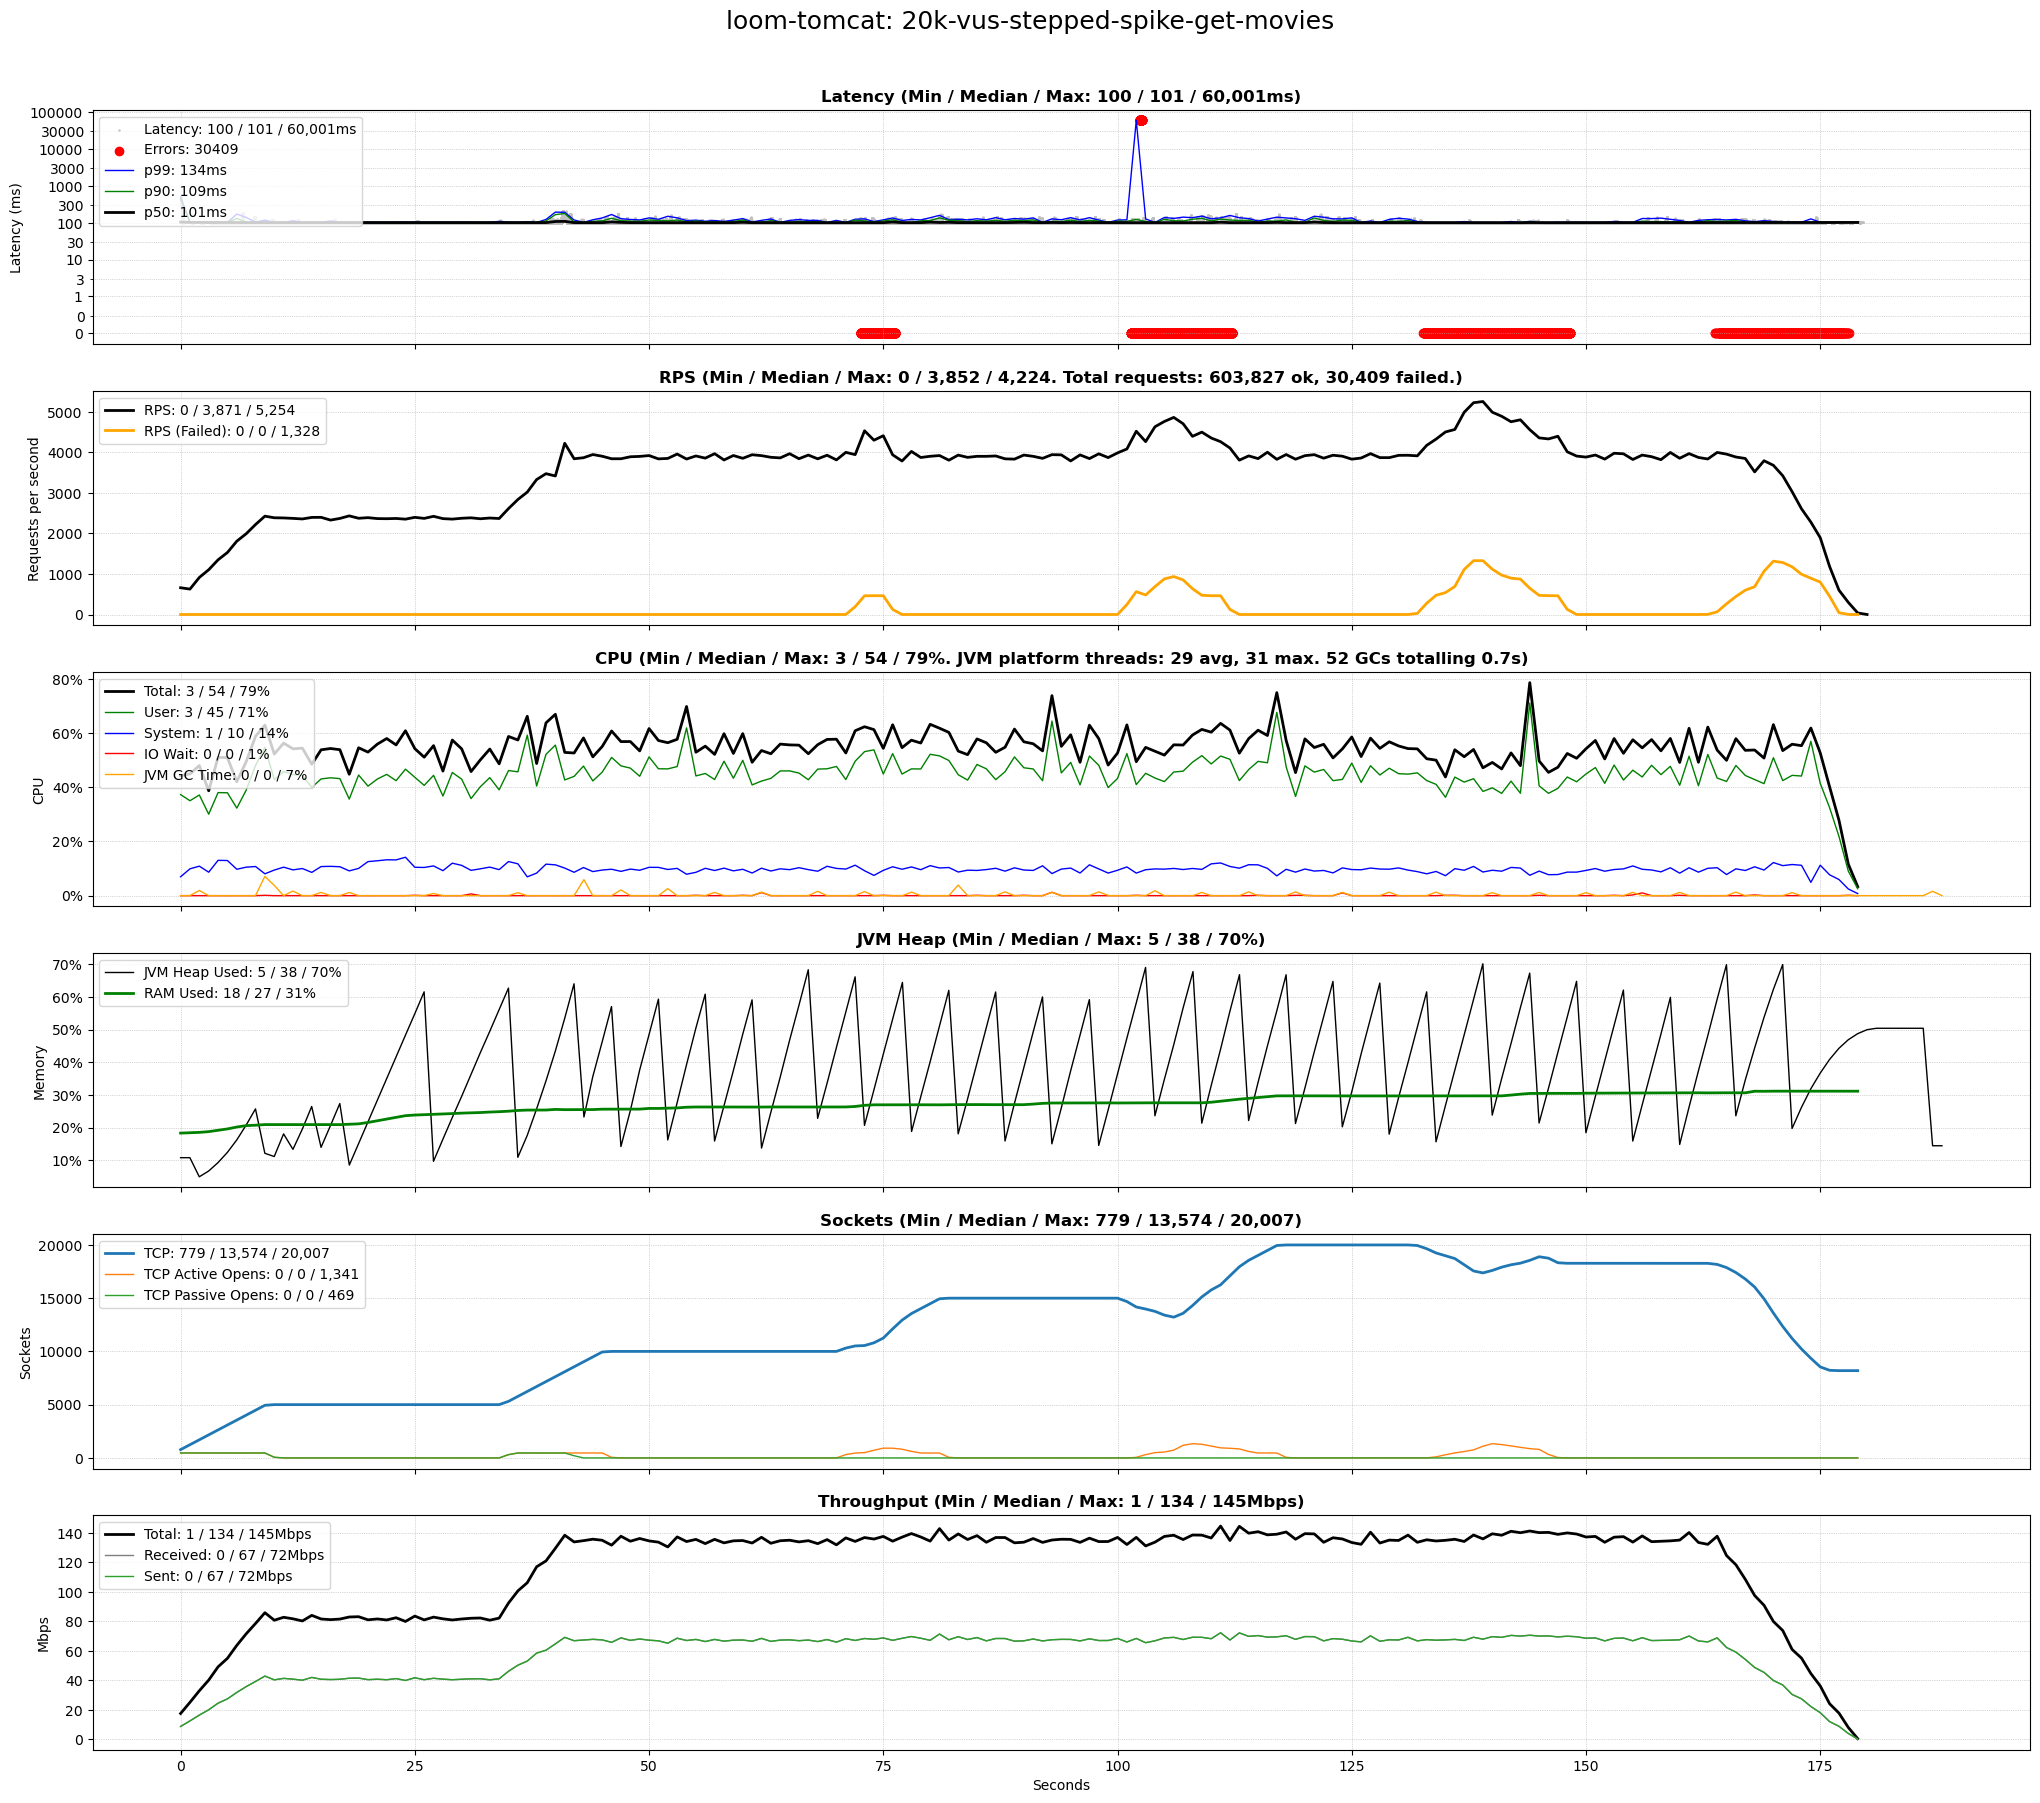 loom-tomcat: 20k-vus-stepped-spike-get-movies
Latency (Min / Median / Max: 100 / 101 / 60,001ms)
Latency (ms)
100000
30000
10000
3000
1000
300
100
30
10
3
1
0
0
Latency: 100 / 101 / 60,001ms
Errors: 30409
p99: 134ms
p90: 109ms
p50: 101ms
RPS (Min / Median / Max: 0 / 3,852 / 4,224. Total requests: 603,827 ok, 30,409 failed.)
Requests per second
5000
4000
3000
2000
1000
0
RPS: 0 / 3,871 / 5,254
RPS (Failed): 0 / 0 / 1,328
CPU (Min / Median / Max: 3 / 54 / 79%. JVM platform threads: 29 avg, 31 max. 52 GCs totalling 0.7s)
CPU
80%
60%
40%
20%
0%
Total: 3 / 54 / 79%
User: 3 / 45 / 71%
System: 1 / 10 / 14%
IO Wait: 0 / 0 / 1%
JVM GC Time: 0 / 0 / 7%
JVM Heap (Min / Median / Max: 5 / 38 / 70%)
Memory
70%
60%
50%
40%
30%
20%
10%
JVM Heap Used: 5 / 38 / 70%
RAM Used: 18 / 27 / 31%
Sockets (Min / Median / Max: 779 / 13,574 / 20,007)
Sockets
20000
15000
10000
5000
0
TCP: 779 / 13,574 / 20,007
TCP Active Opens: 0 / 0 / 1,341
TCP Passive Opens: 0 / 0 / 469
Throughput (Min / Median / Max: 1 / 134 / 145Mbps)
Mbps
140
120
100
80
60
40
20
0
Total: 1 / 134 / 145Mbps
Received: 0 / 67 / 72Mbps
Sent: 0 / 67 / 72Mbps
0 25 50 75 100 125 150 175
Seconds